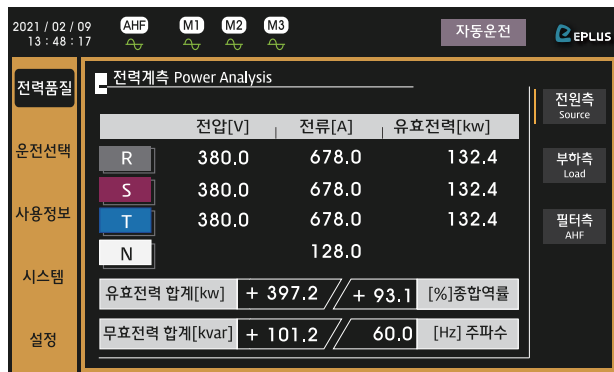 2021 / 02 / 09 AHF M1 M2 M3 자동운전 EPLUS
13 : 48 : 17
전력품질
운전선택
사용정보
시스템
설정
전력계측 Power Analysis
전압[V] 전류[A] 유효전력[kw]
R 380.0 678.0 132.4
S 380.0 678.0 132.4
T 380.0 678.0 132.4
N 128.0
유효전력 합계[kw] + 397.2 + 93.1 [%]종합역률
무효전력 합계[kvar] + 101.2 60.0 [Hz] 주파수
전원측
Source
부하측
Load
필터측
AHF